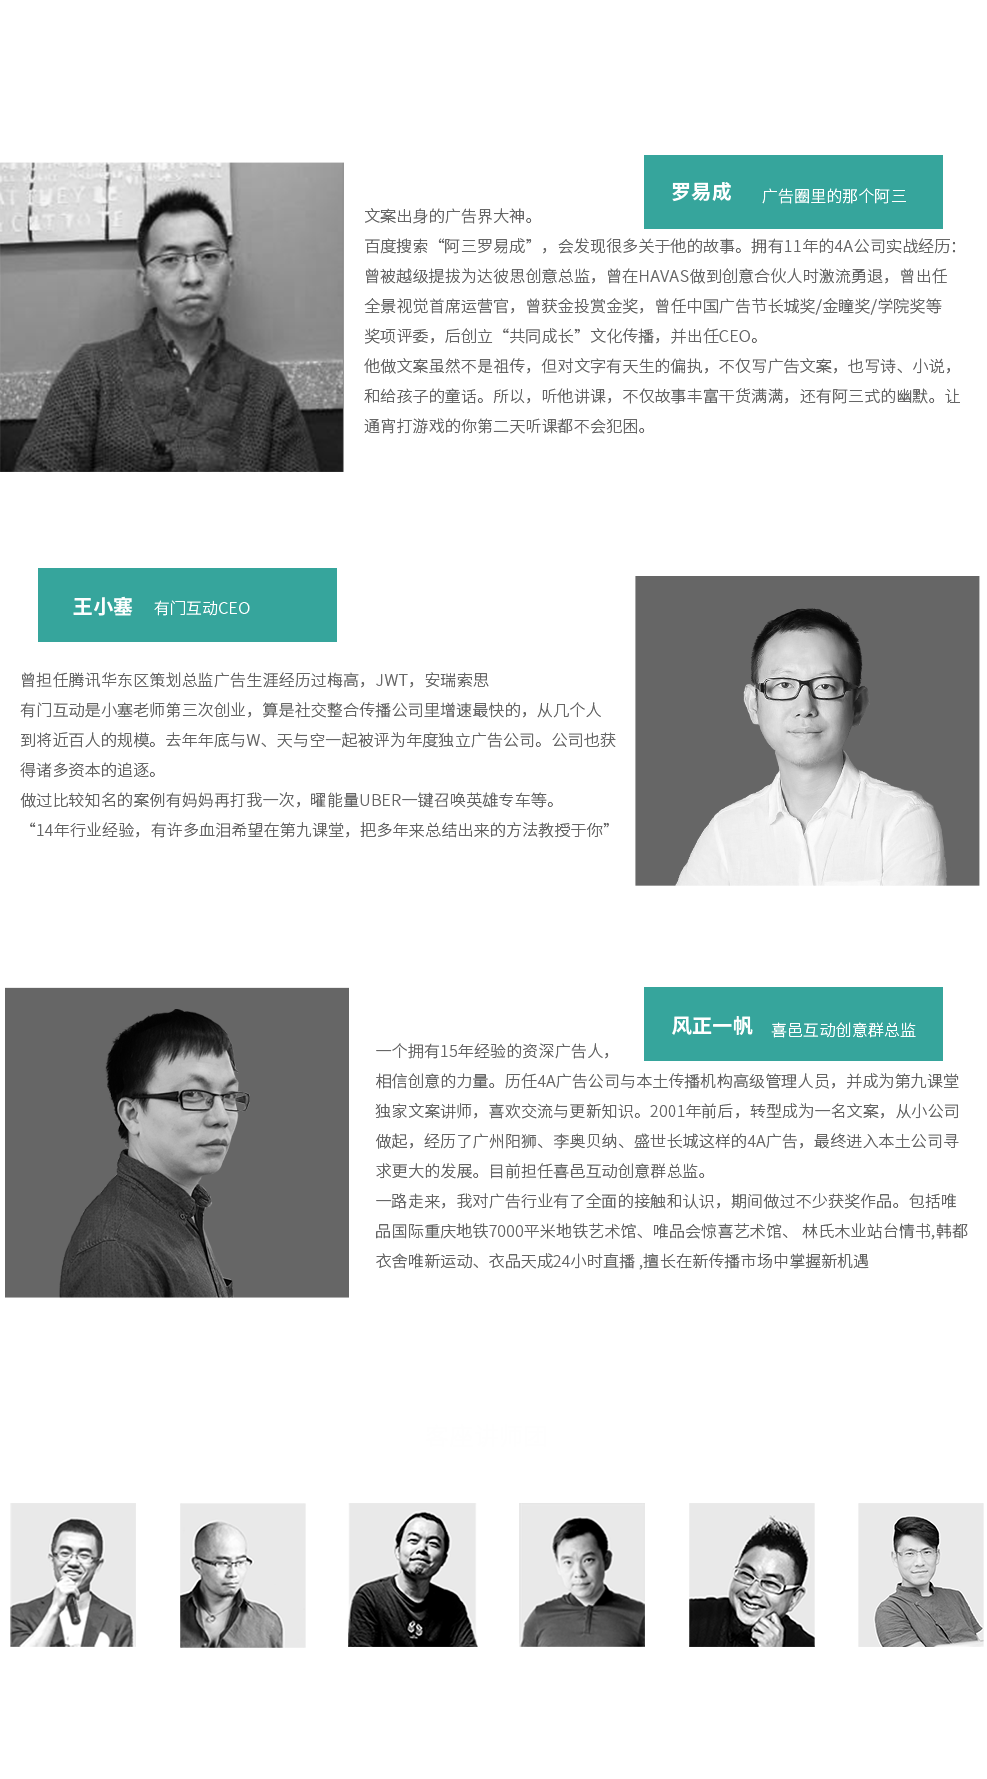 罗易成 广告圈里的那个阿三
文案出身的广告界大神。
百度搜索“阿三罗易成”，会发现很多关于他的故事。拥有11年的4A公司实战经历：
曾被越级提拔为达彼思创意总监，曾在HAVAS做到创意合伙人时激流勇退，曾出任
全景视觉首席运营官，曾获金投赏金奖，曾任中国广告节长城奖/金瞳奖/学院奖等
奖项评委，后创立“共同成长”文化传播，并出任CEO。
他做文案虽然不是祖传，但对文字有天生的偏执，不仅写广告文案，也写诗、小说，
和给孩子的童话。所以，听他讲课，不仅故事丰富干货满满，还有阿三式的幽默。让
通宵打游戏的你第二天听课都不会犯困。
王小塞 有门互动CEO
曾担任腾讯华东区策划总监广告生涯经历过梅高，JWT，安瑞索思
有门互动是小塞老师第三次创业，算是社交整合传播公司里增速最快的，从几个人
到将近百人的规模。去年年底与W、天与空一起被评为年度独立广告公司。公司也获
得诸多资本的追逐。
做过比较知名的案例有妈妈再打我一次，曜能量UBER一键召唤英雄专车等。
“14年行业经验，有许多血泪希望在第九课堂，把多年来总结出来的方法教授于你”
风正一帆 喜邑互动创意群总监
一个拥有15年经验的资深广告人，
相信创意的力量。历任4A广告公司与本土传播机构高级管理人员，并成为第九课堂
独家文案讲师，喜欢交流与更新知识。2001年前后，转型成为一名文案，从小公司
做起，经历了广州阳狮、李奥贝纳、盛世长城这样的4A广告，最终进入本土公司寻
求更大的发展。目前担任喜邑互动创意群总监。
一路走来，我对广告行业有了全面的接触和认识，期间做过不少获奖作品。包括唯
品国际重庆地铁7000平米地铁艺术馆、唯品会惊喜艺术馆、 林氏木业站台情书,韩都
衣舍唯新运动、衣品天成24小时直播 ,擅长在新传播市场中掌握新机遇